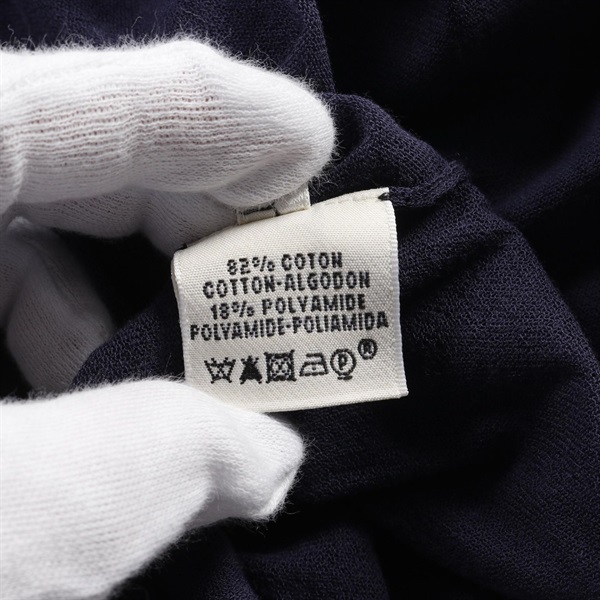 82% COTON
COTTON-ALGODON
18% POLYAMIDE
POLYAMIDE-POLIAMIDA
P ®